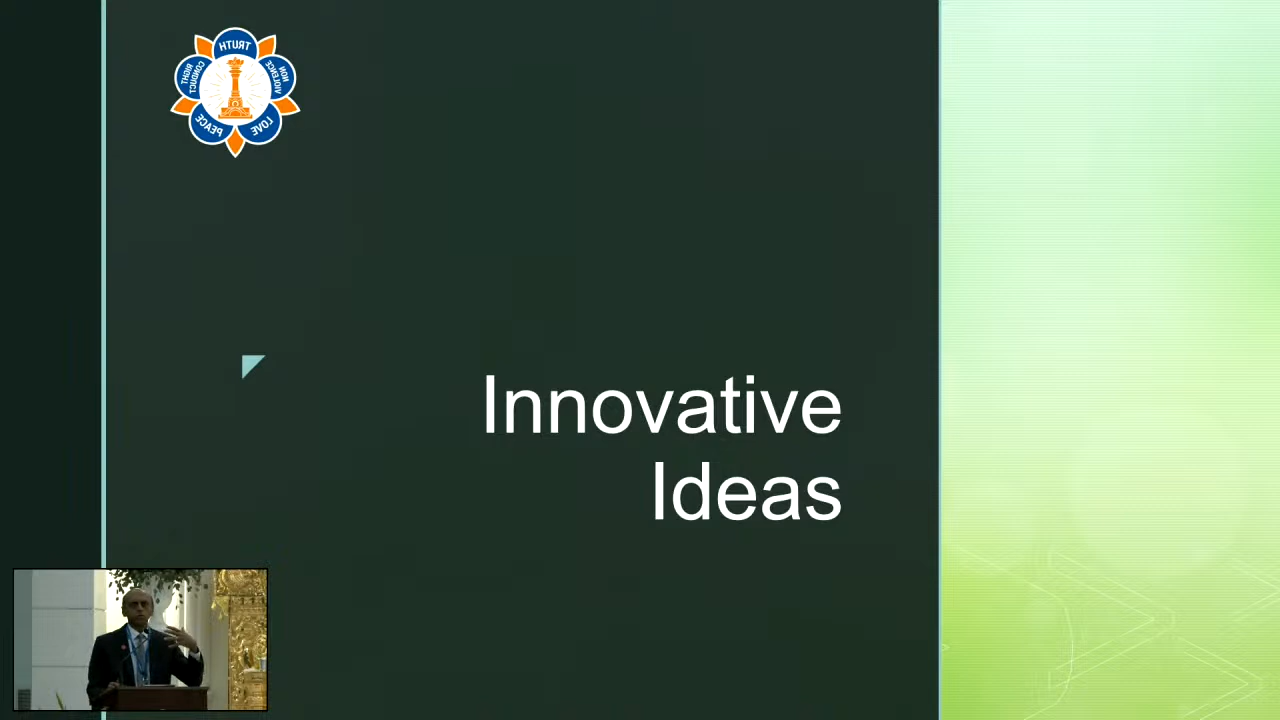 TRUTH
RIGHT
CONDUCT
NON
VIOLENCE
PEACE
LOVE
Innovative
Ideas